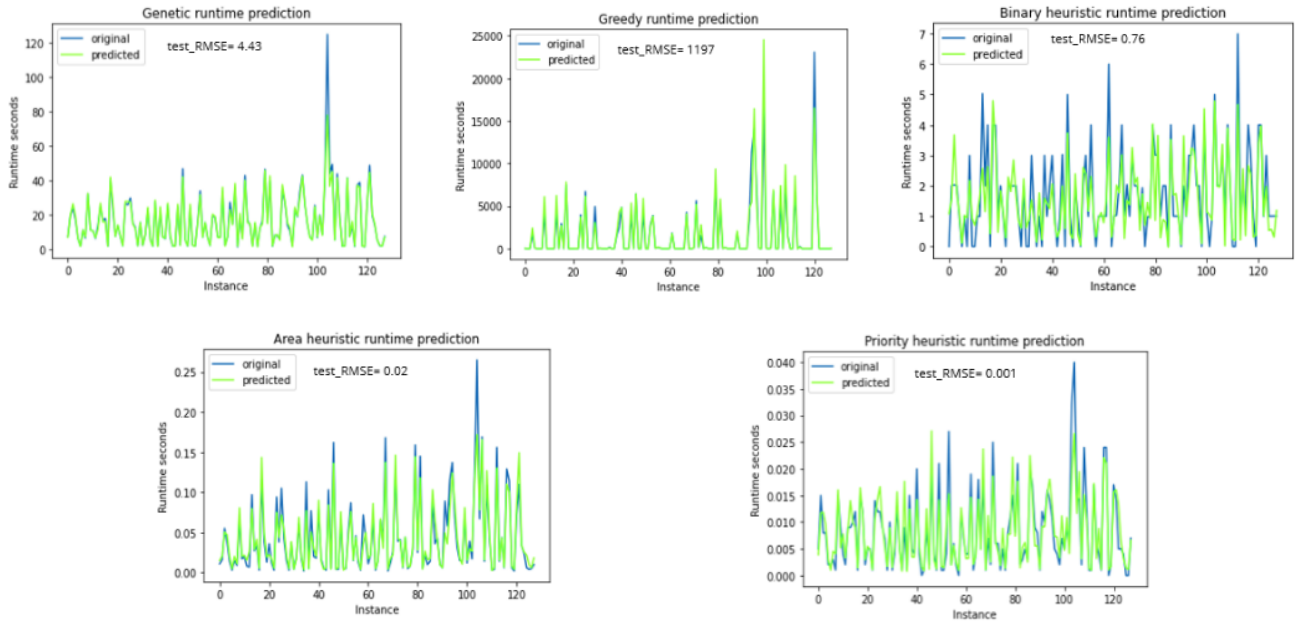 Genetic runtime prediction
original
predicted
test_RMSE= 4.43
Runtime seconds
120
100
80
60
40
20
0
0 20 40 60 80 100 120
Instance
Greedy runtime prediction
original
predicted
test_RMSE= 1197
Runtime seconds
25000
20000
15000
10000
5000
0
0 20 40 60 80 100 120
Instance
Binary heuristic runtime prediction
original
predicted
test_RMSE= 0.76
Runtime seconds
7
6
5
4
3
2
1
0
0 20 40 60 80 100 120
Instance
Area heuristic runtime prediction
original
predicted
test_RMSE= 0.02
Runtime seconds
0.25
0.20
0.15
0.10
0.05
0.00
0 20 40 60 80 100 120
Instance
Priority heuristic runtime prediction
original
predicted
test_RMSE= 0.001
Runtime seconds
0.040
0.035
0.030
0.025
0.020
0.015
0.010
0.005
0.000
0 20 40 60 80 100 120
Instance